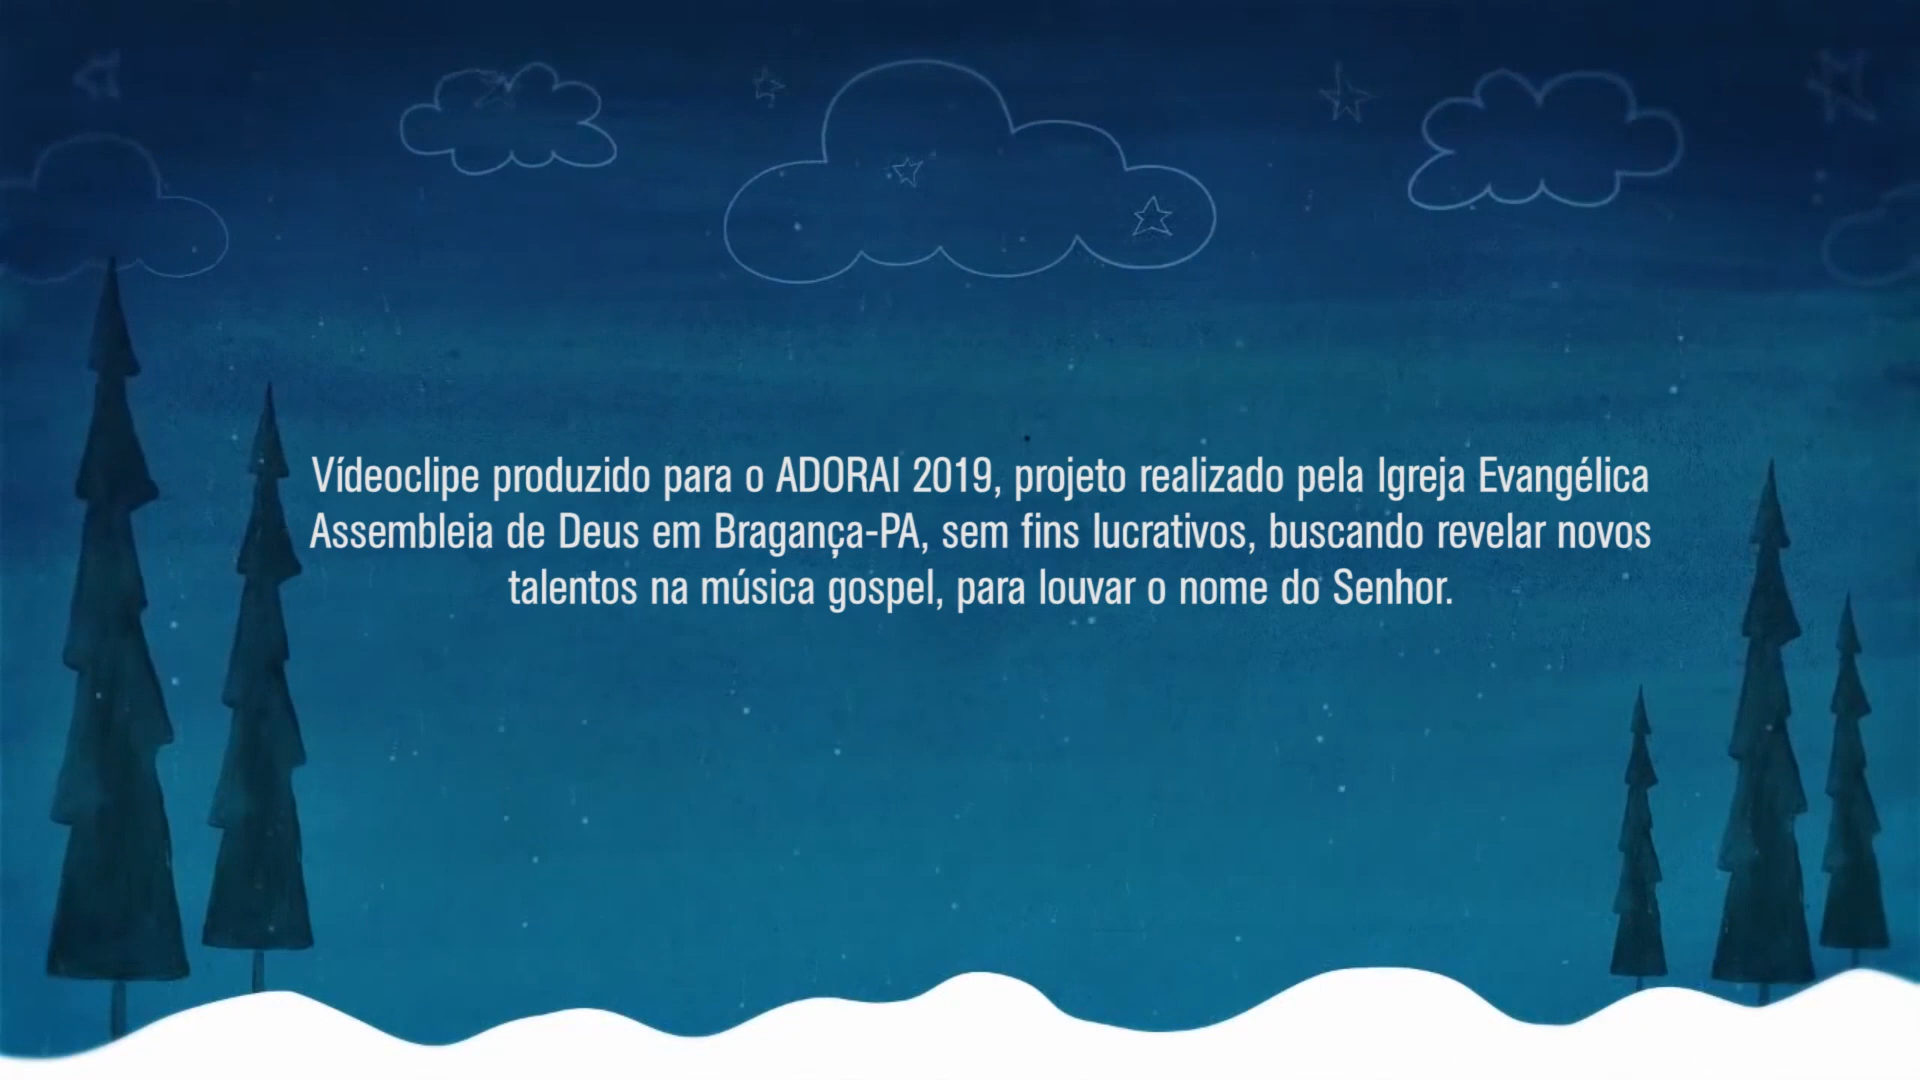 Vídeoclipe produzido para o ADORAI 2019, projeto realizado pela Igreja Evangélica
Assembleia de Deus em Bragança-PA, sem fins lucrativos, buscando revelar novos
talentos na música gospel, para louvar o nome do Senhor.